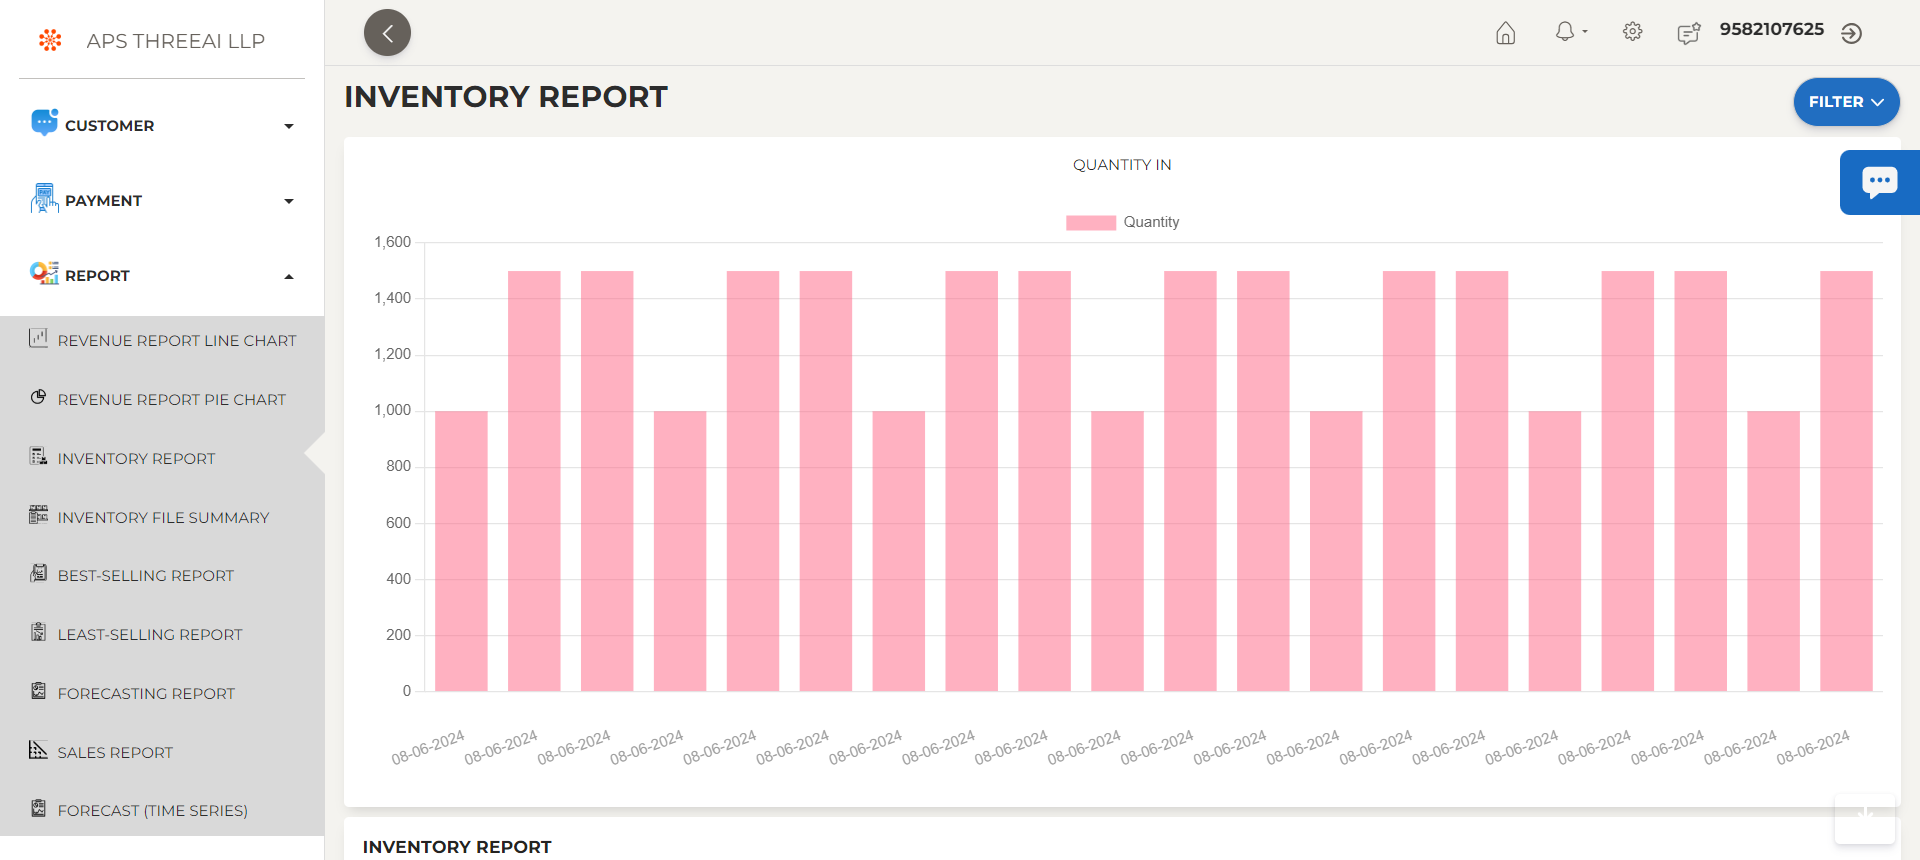 APS THREEAI LLP
CUSTOMER
PAYMENT
REPORT
REVENUE REPORT LINE CHART
REVENUE REPORT PIE CHART
INVENTORY REPORT
INVENTORY FILE SUMMARY
BEST-SELLING REPORT
LEAST-SELLING REPORT
FORECASTING REPORT
SALES REPORT
FORECAST (TIME SERIES)
9582107625
INVENTORY REPORT
FILTER
QUANTITY IN
Quantity
1,600
1,400
1,200
1,000
800
600
400
200
0
08-06-2024 08-06-2024 08-06-2024 08-06-2024 08-06-2024 08-06-2024 08-06-2024 08-06-2024 08-06-2024 08-06-2024 08-06-2024 08-06-2024 08-06-2024 08-06-2024 08-06-2024 08-06-2024 08-06-2024 08-06-2024 08-06-2024 08-06-2024
INVENTORY REPORT